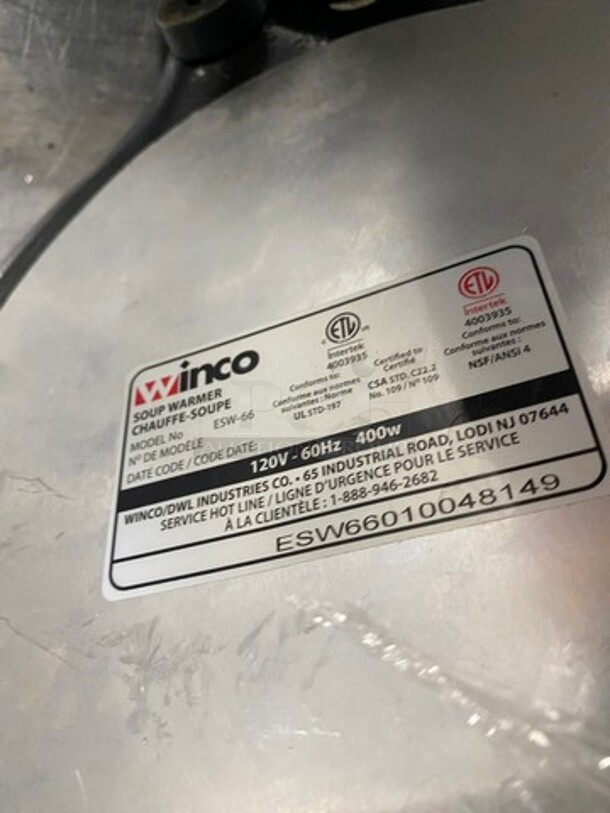 Winco
SOUP WARMER
CHAUFFE-SOUPE
MODEL No
Nº DE MODÈLE: ESW-66
DATE CODE / CODE DATE:
ETL
Intertek
4003935
Conforms to:
Conforme aux normes
suivantes : Norme
UL STD-197
Certified to
Certifié
CSA STD. C22.2
No. 109 / N° 109
ETL
Intertek
4003935
Conforms to:
Conforme aux normes
suivantes :
NSF/ANSI 4
120V - 60Hz 400w
WINCO/DWL INDUSTRIES CO. • 65 INDUSTRIAL ROAD, LODI NJ 07644
SERVICE HOT LINE / LIGNE D'URGENCE POUR LE SERVICE
À LA CLIENTÈLE : 1-888-946-2682
ESW66010048149